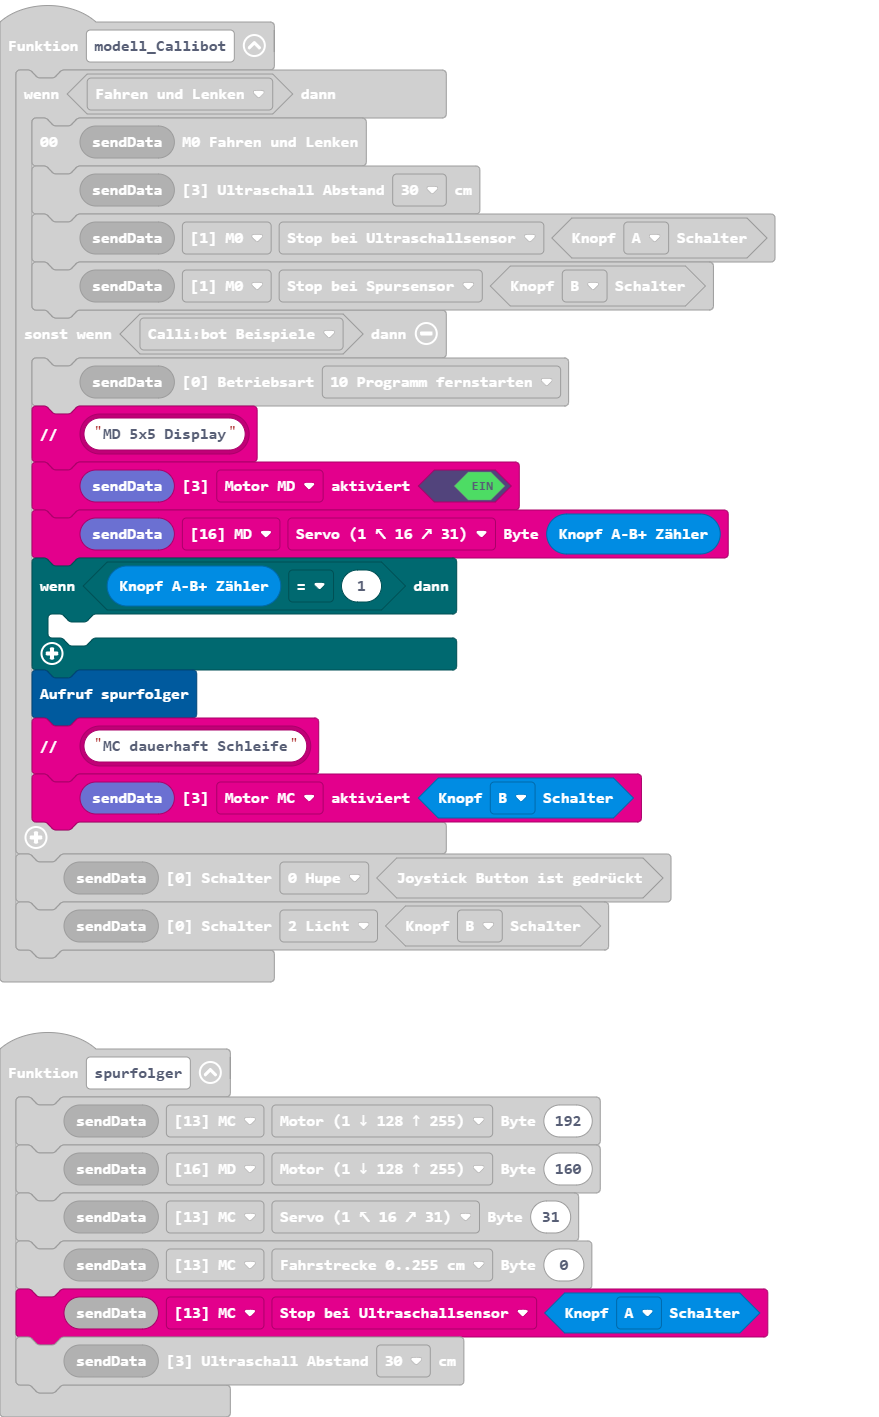 Funktion modell_Callibot
wenn Fahren und Lenken dann
00 sendData M0 Fahren und Lenken
sendData [3] Ultraschall Abstand 30 cm
sendData [1] M0 Stop bei Ultraschallsensor Knopf A Schalter
sendData [1] M0 Stop bei Spursensor Knopf B Schalter
sonst wenn Calli:bot Beispiele dann
sendData [0] Betriebsart 10 Programm fernstarten
// "MD 5x5 Display"
sendData [3] Motor MD aktiviert EIN
sendData [16] MD Servo (1 ↖ 16 ↗ 31) Byte Knopf A-B+ Zähler
wenn Knopf A-B+ Zähler = 1 dann
Aufruf spurfolger
// "MC dauerhaft Schleife"
sendData [3] Motor MC aktiviert Knopf B Schalter
sendData [0] Schalter 0 Hupe Joystick Button ist gedrückt
sendData [0] Schalter 2 Licht Knopf B Schalter
Funktion spurfolger
sendData [13] MC Motor (1 ↓ 128 ↑ 255) Byte 192
sendData [16] MD Motor (1 ↓ 128 ↑ 255) Byte 160
sendData [13] MC Servo (1 ↖ 16 ↗ 31) Byte 31
sendData [13] MC Fahrstrecke 0..255 cm Byte 0
sendData [13] MC Stop bei Ultraschallsensor Knopf A Schalter
sendData [3] Ultraschall Abstand 30 cm